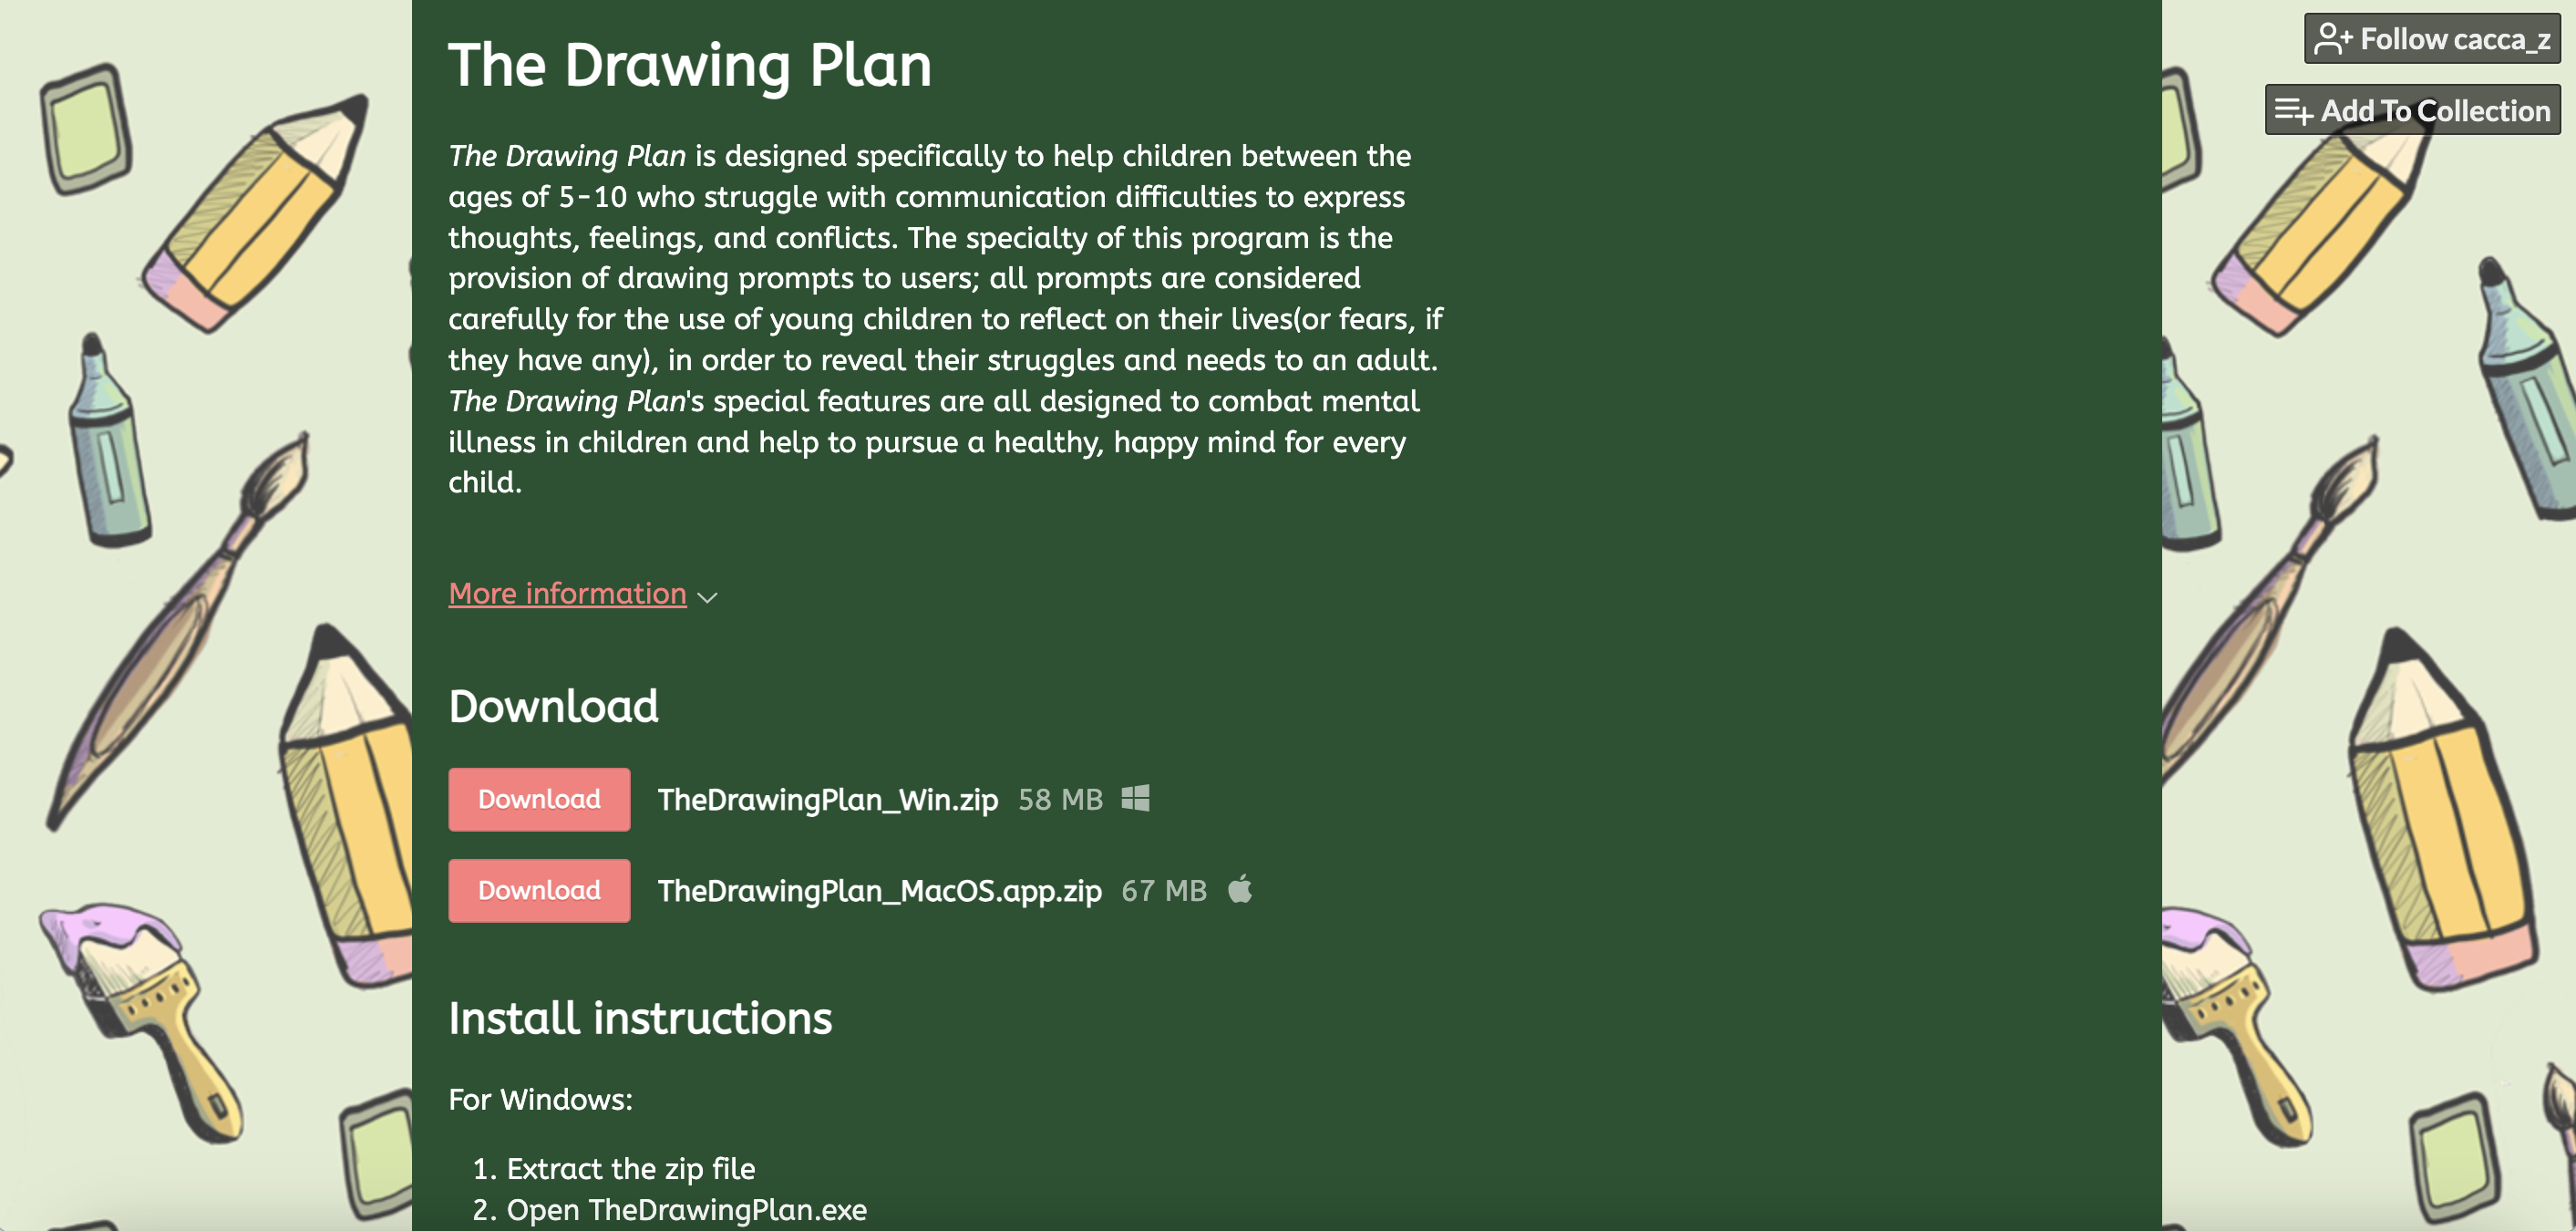 The Drawing Plan
Follow cacca_z
Add To Collection
The Drawing Plan is designed specifically to help children between the
ages of 5-10 who struggle with communication difficulties to express
thoughts, feelings, and conflicts. The specialty of this program is the
provision of drawing prompts to users; all prompts are considered
carefully for the use of young children to reflect on their lives(or fears, if
they have any), in order to reveal their struggles and needs to an adult.
The Drawing Plan's special features are all designed to combat mental
illness in children and help to pursue a healthy, happy mind for every
child.
More information
Download
Download TheDrawingPlan_Win.zip 58 MB
Download TheDrawingPlan_MacOS.app.zip 67 MB
Install instructions
For Windows:
1. Extract the zip file
2. Open TheDrawingPlan.exe